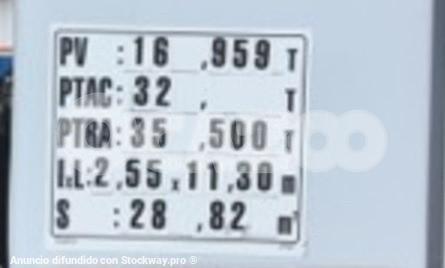 PV : 16 ,959 T
PTAC: 32 , T
PTRA: 35 ,500 T
lxL:2 ,55 x 11,30 m
S : 28 ,82 m²
Anuncio difundido con Stockway.pro ®